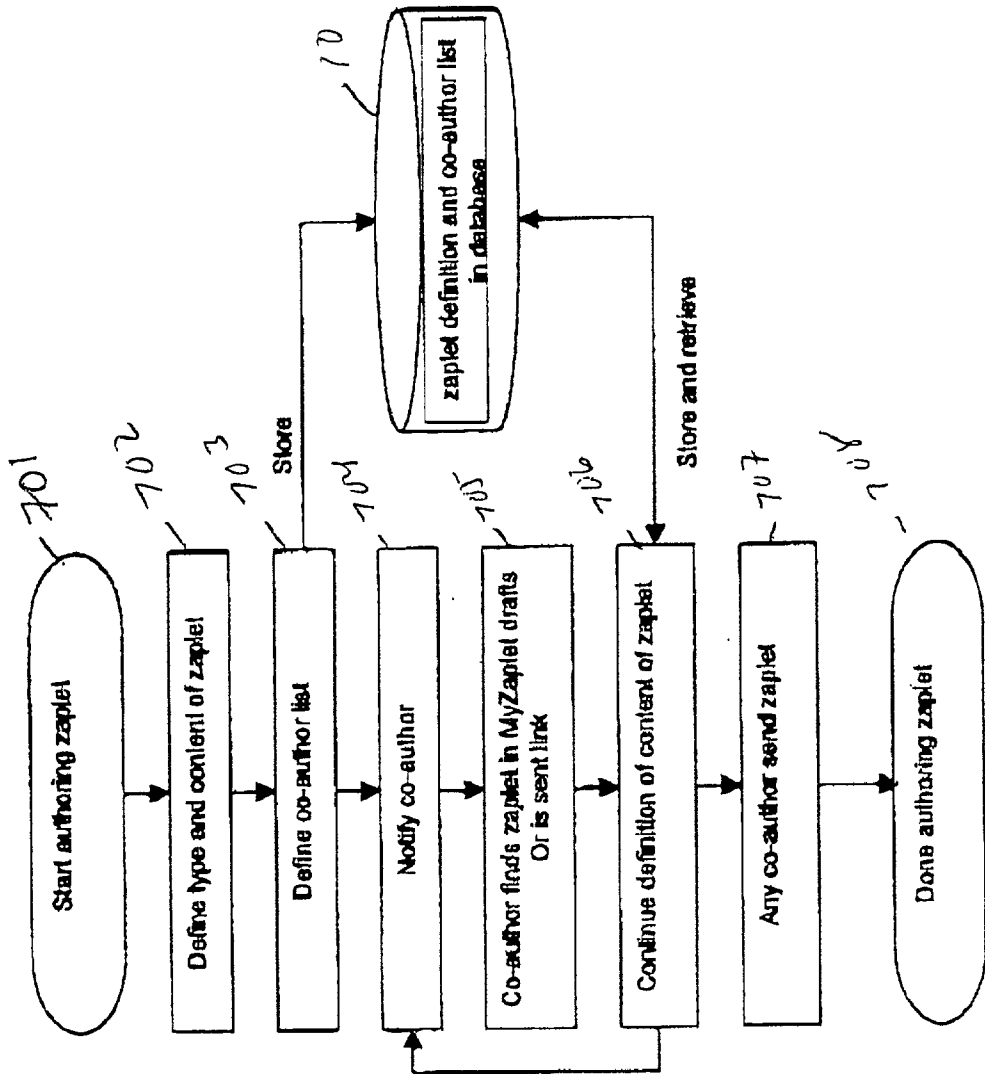 Start authoring zaplet
701
Define type and content of zaplet
702
Define co-author list
703
Store
zaplet definition and co-author list
in database
10
Notify co-author
704
Co-author finds zaplet in MyZaplet drafts
Or is sent link
705
Continue definition of content of zaplet
706
Store and retrieve
Any co-author send zaplet
707
Done authoring zaplet
708